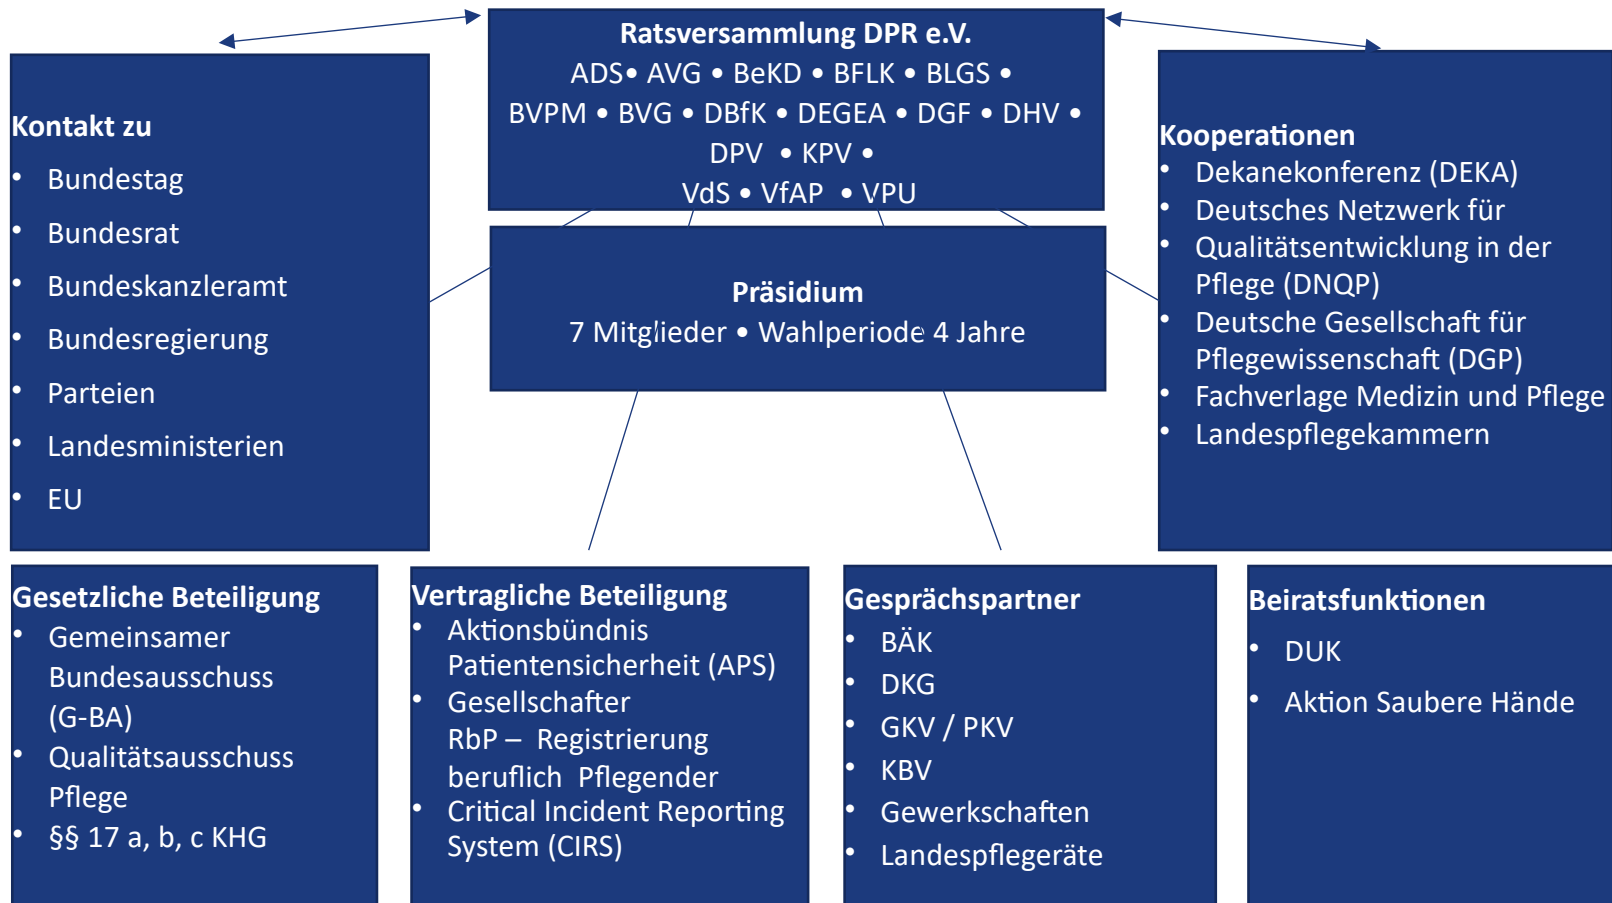 Ratsversammlung DPR e.V.
ADS• AVG • BeKD • BFLK • BLGS •
BVPM • BVG • DBfK • DEGEA • DGF • DHV •
DPV • KPV •
VdS • VfAP • VPU
Präsidium
7 Mitglieder • Wahlperiode 4 Jahre
Kontakt zu
• Bundestag
• Bundesrat
• Bundeskanzleramt
• Bundesregierung
• Parteien
• Landesministerien
• EU
Kooperationen
• Dekanekonferenz (DEKA)
• Deutsches Netzwerk für
• Qualitätsentwicklung in der
Pflege (DNQP)
• Deutsche Gesellschaft für
Pflegewissenschaft (DGP)
• Fachverlage Medizin und Pflege
• Landespflegekammern
Gesetzliche Beteiligung
• Gemeinsamer
Bundesausschuss
(G-BA)
• Qualitätsausschuss
Pflege
• §§ 17 a, b, c KHG
Vertragliche Beteiligung
• Aktionsbündnis
Patientensicherheit (APS)
• Gesellschafter
RbP – Registrierung
beruflich Pflegender
• Critical Incident Reporting
System (CIRS)
Gesprächspartner
• BÄK
• DKG
• GKV / PKV
• KBV
• Gewerkschaften
• Landespflegeräte
Beiratsfunktionen
• DUK
• Aktion Saubere Hände